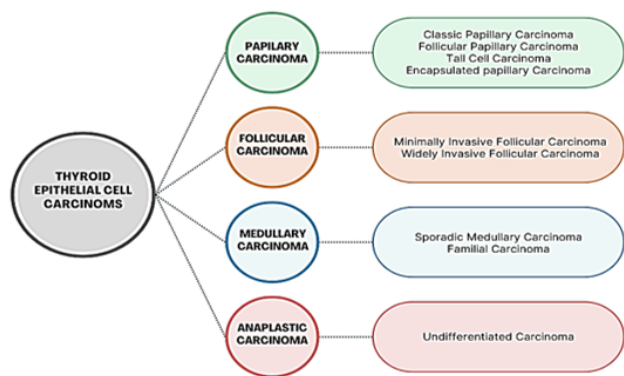 THYROID
EPITHELIAL CELL
CARCINOMS
PAPILARY
CARCINOMA
Classic Papillary Carcinoma
Follicular Papillary Carcinoma
Tall Cell Carcinoma
Encapsulated papillary Carcinoma
FOLLICULAR
CARCINOMA
Minimally Invasive Follicular Carcinoma
Widely Invasive Follicular Carcinoma
MEDULLARY
CARCINOMA
Sporadic Medullary Carcinoma
Familial Carcinoma
ANAPLASTIC
CARCINOMA
Undifferentiated Carcinoma